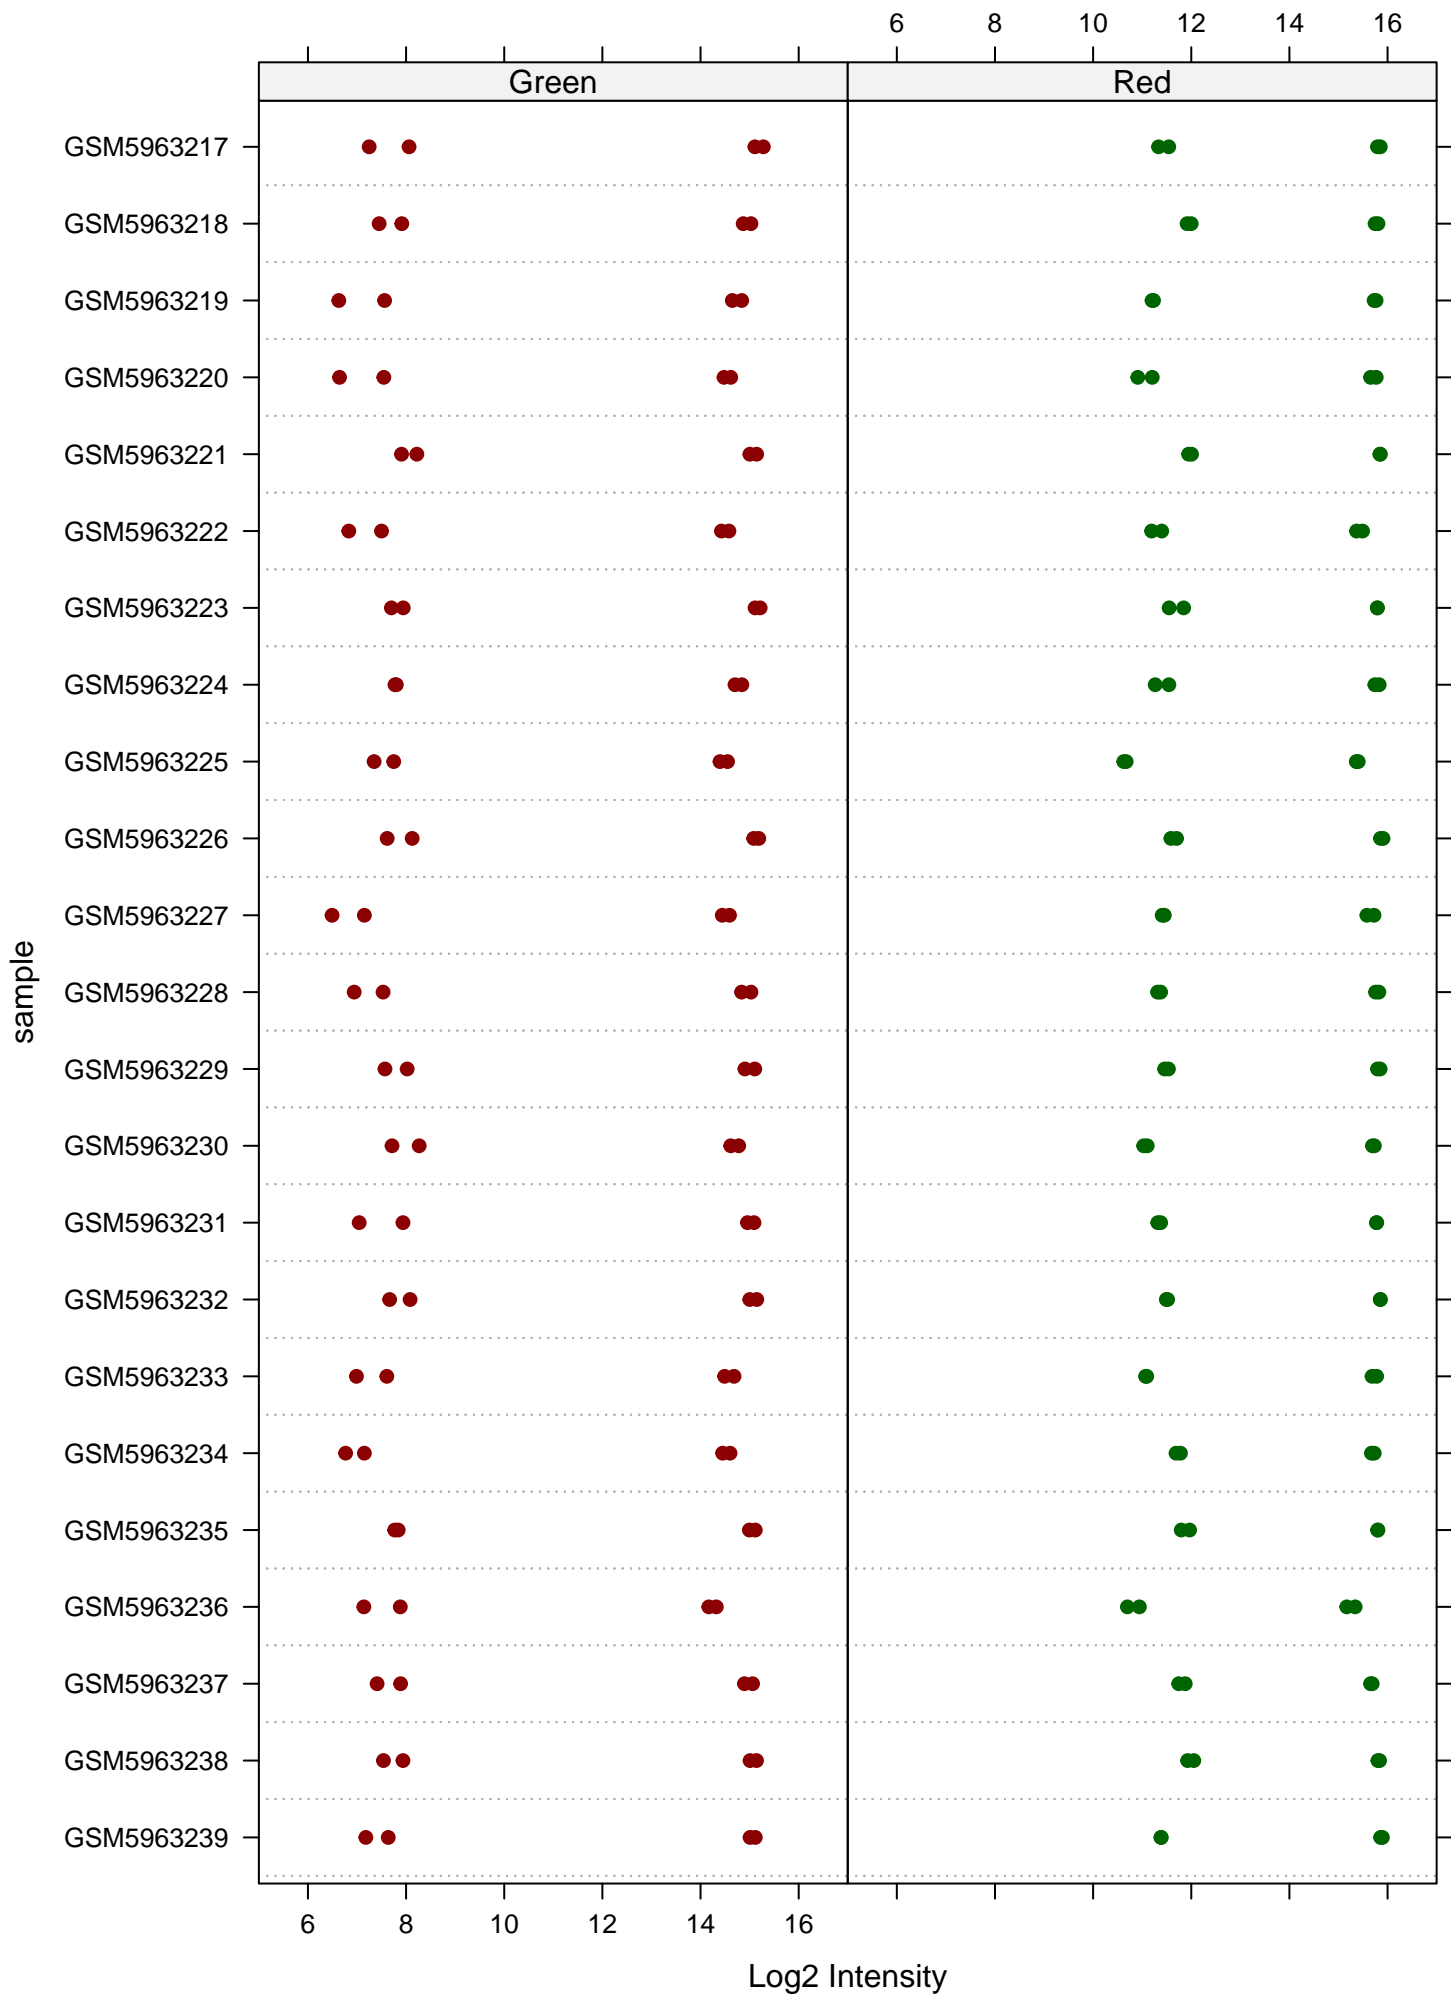 6 8 10 12 14 16
Green Red
GSM5963217
GSM5963218
GSM5963219
GSM5963220
GSM5963221
GSM5963222
GSM5963223
GSM5963224
GSM5963225
GSM5963226
GSM5963227
GSM5963228
GSM5963229
GSM5963230
GSM5963231
GSM5963232
GSM5963233
GSM5963234
GSM5963235
GSM5963236
GSM5963237
GSM5963238
GSM5963239
sample
6 8 10 12 14 16
Log2 Intensity